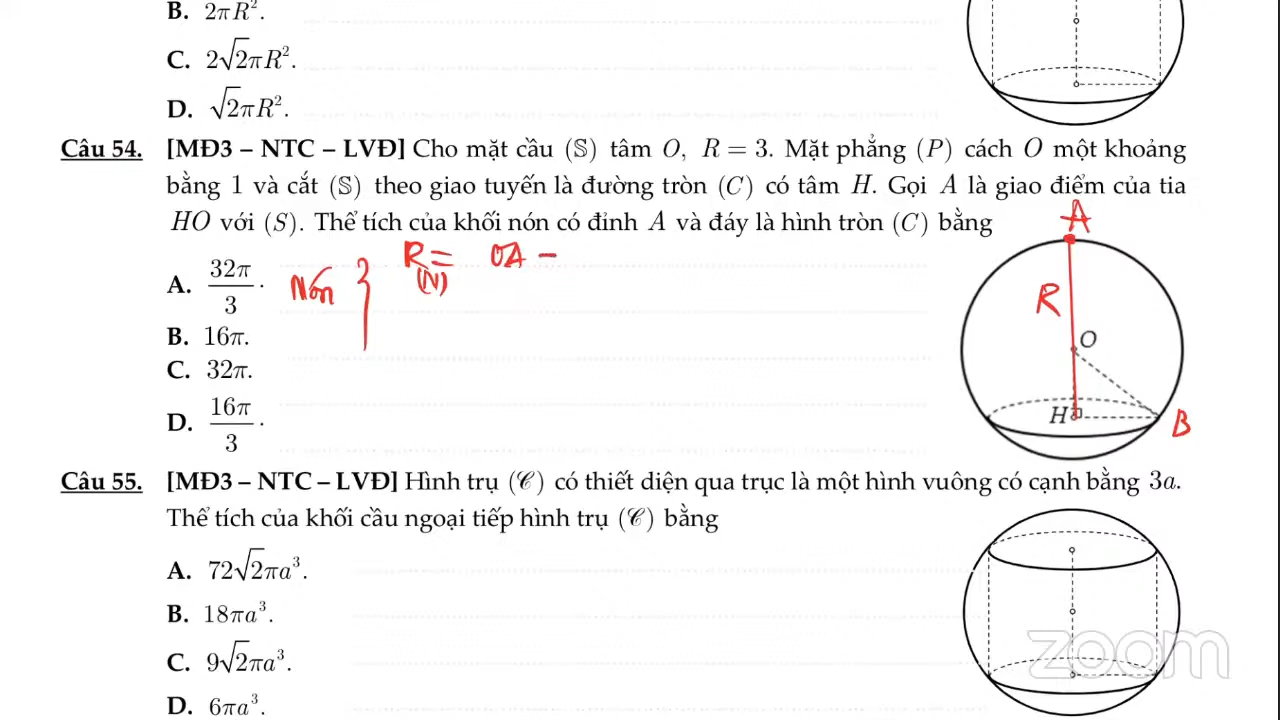 B. 2πR².
C. 2√2πR².
D. √2πR².
Câu 54. [MĐ3 – NTC – LVĐ] Cho mặt cầu (𝕊) tâm O, R = 3. Mặt phẳng (P) cách O một khoảng
bằng 1 và cắt (𝕊) theo giao tuyến là đường tròn (C) có tâm H. Gọi A là giao điểm của tia
HO với (S). Thể tích của khối nón có đỉnh A và đáy là hình tròn (C) bằng
A
R = OA –
(N)
A. 32π/3.
Nón
R
B. 16π.
O
C. 32π.
D. 16π/3.
H
B
Câu 55. [MĐ3 – NTC – LVĐ] Hình trụ (𝒞) có thiết diện qua trục là một hình vuông có cạnh bằng 3a.
Thể tích của khối cầu ngoại tiếp hình trụ (𝒞) bằng
A. 72√2πa³.
B. 18πa³.
C. 9√2πa³.
D. 6πa³.
zoom